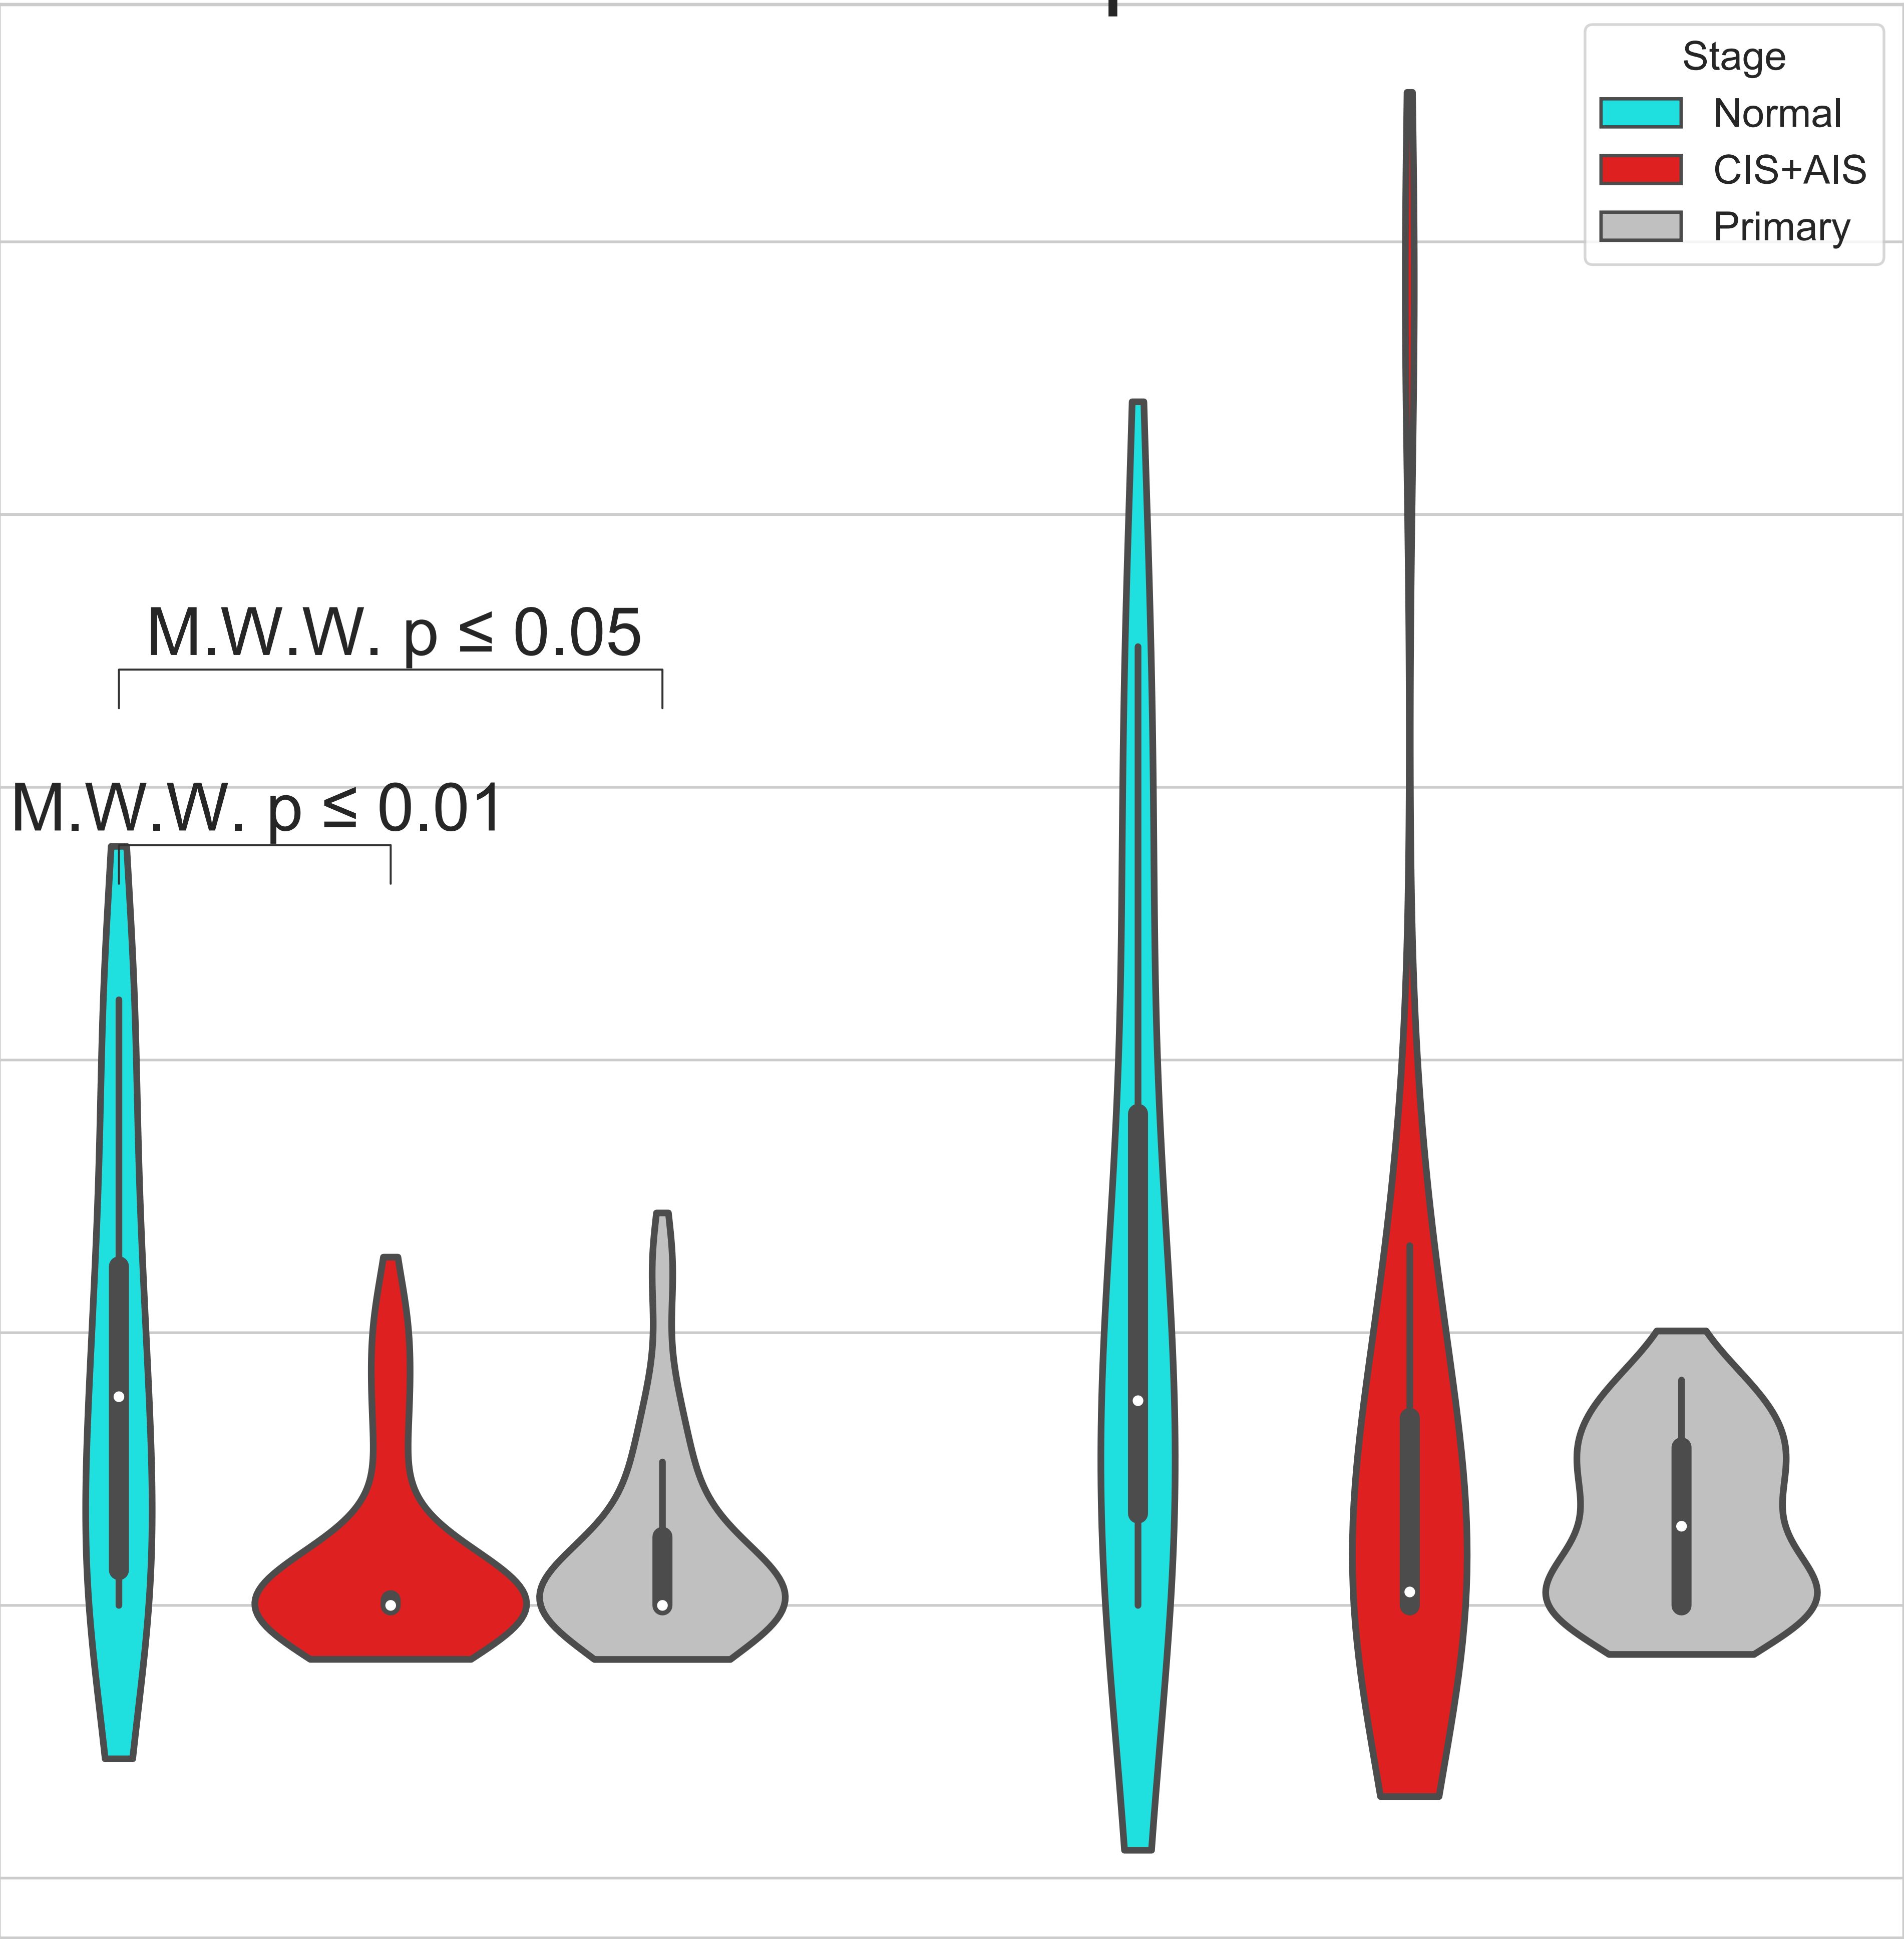 Stage
Normal
CIS+AIS
Primary
M.W.W. p ≤ 0.05
M.W.W. p ≤ 0.01